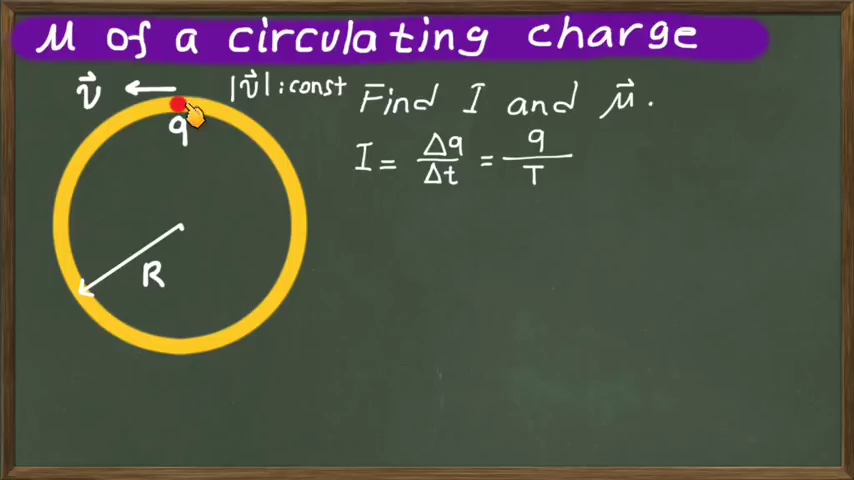 μ of a circulating charge
v⃗ ← |v⃗| : const Find I and μ⃗.
q
I = Δq/Δt = q/T
R